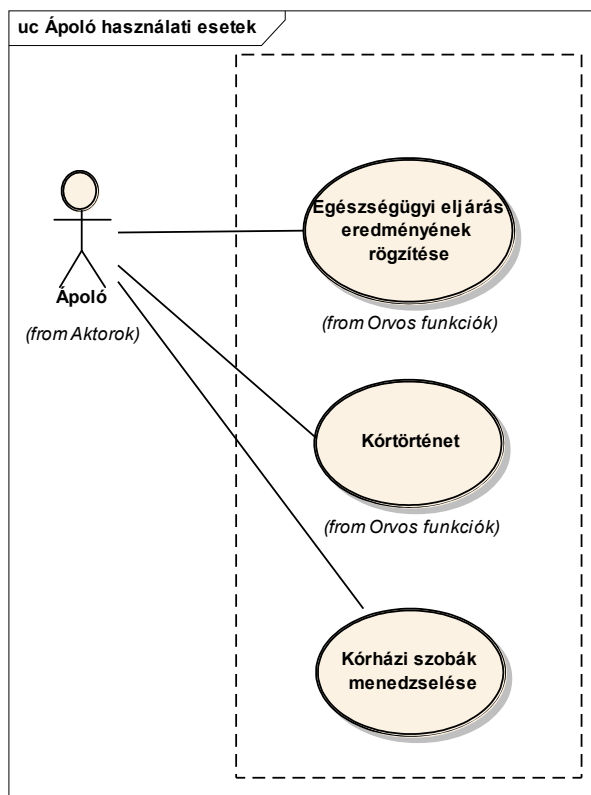 uc Ápoló használati esetek
Egészségügyi eljárás
eredményének
rögzítése
Ápoló
(from Aktorok)
(from Orvos funkciók)
Kórtörténet
(from Orvos funkciók)
Kórházi szobák
menedzselése